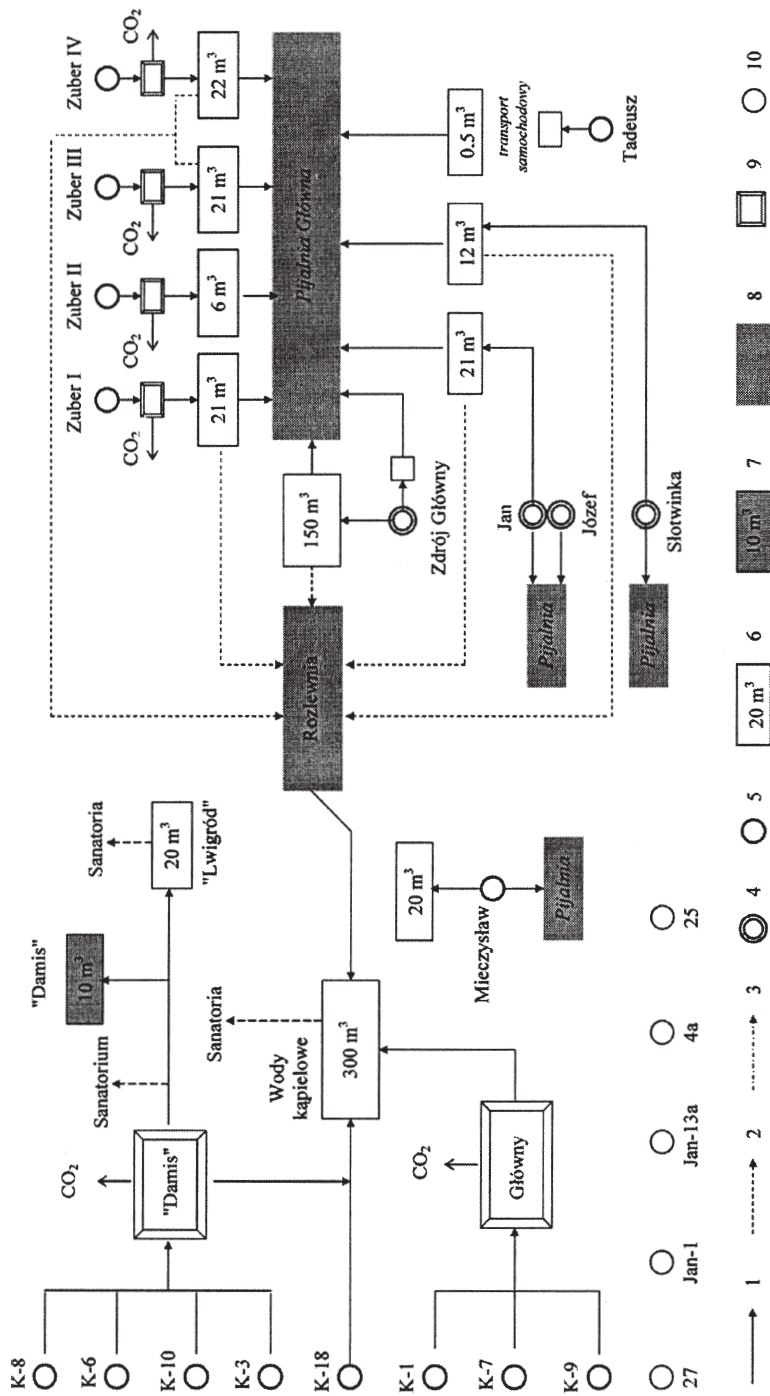 K-8
K-6
K-10
K-3
K-18
K-1
K-7
K-9
CO₂
"Damis"
Sanatorium
"Damis"
10 m³
Sanatoria
20 m³
"Lwigród"
Sanatoria
Wody
kąpielowe
300 m³
CO₂
Główny
20 m³
Mieczysław
Pijalnia
27
Jan-1
Jan-13a
4a
25
Rozlewnia
150 m³
Zdrój Główny
Pijalnia
Jan
Józef
Pijalnia
Słotwinka
Zuber I
CO₂
21 m³
Zuber II
CO₂
6 m³
Zuber III
CO₂
21 m³
Zuber IV
CO₂
22 m³
Pijalnia Główna
21 m³
12 m³
0.5 m³
transport
samochodowy
Tadeusz
1
2
3
4
5
20 m³
6
10 m³
7
8
9
10